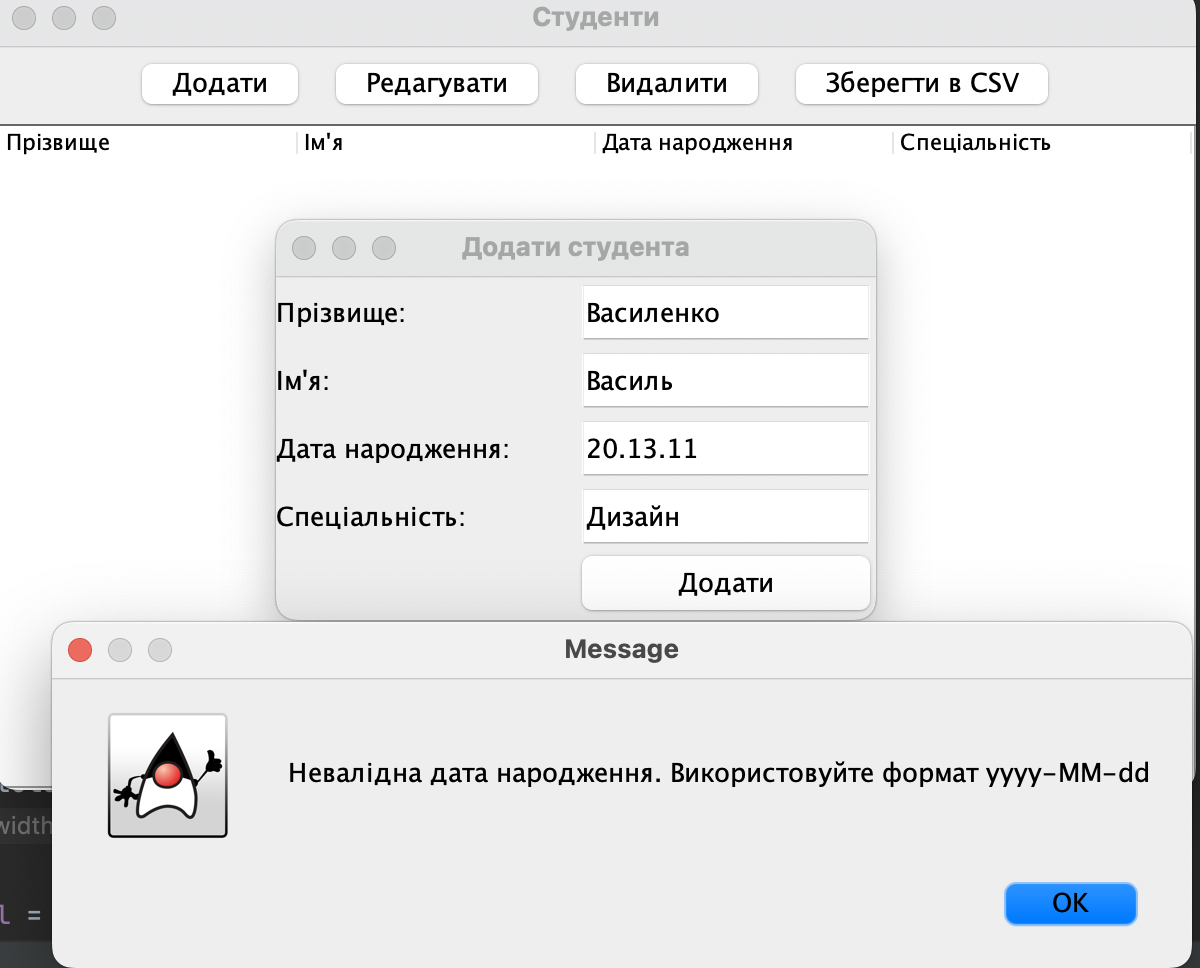 Студенти
Додати Редагувати Видалити Зберегти в CSV
Прізвище Ім'я Дата народження Спеціальність
Додати студента
Прізвище: Василенко
Ім'я: Василь
Дата народження: 20.13.11
Спеціальність: Дизайн
Додати
Message
Невалідна дата народження. Використовуйте формат yyyy-MM-dd
width
l =
OK